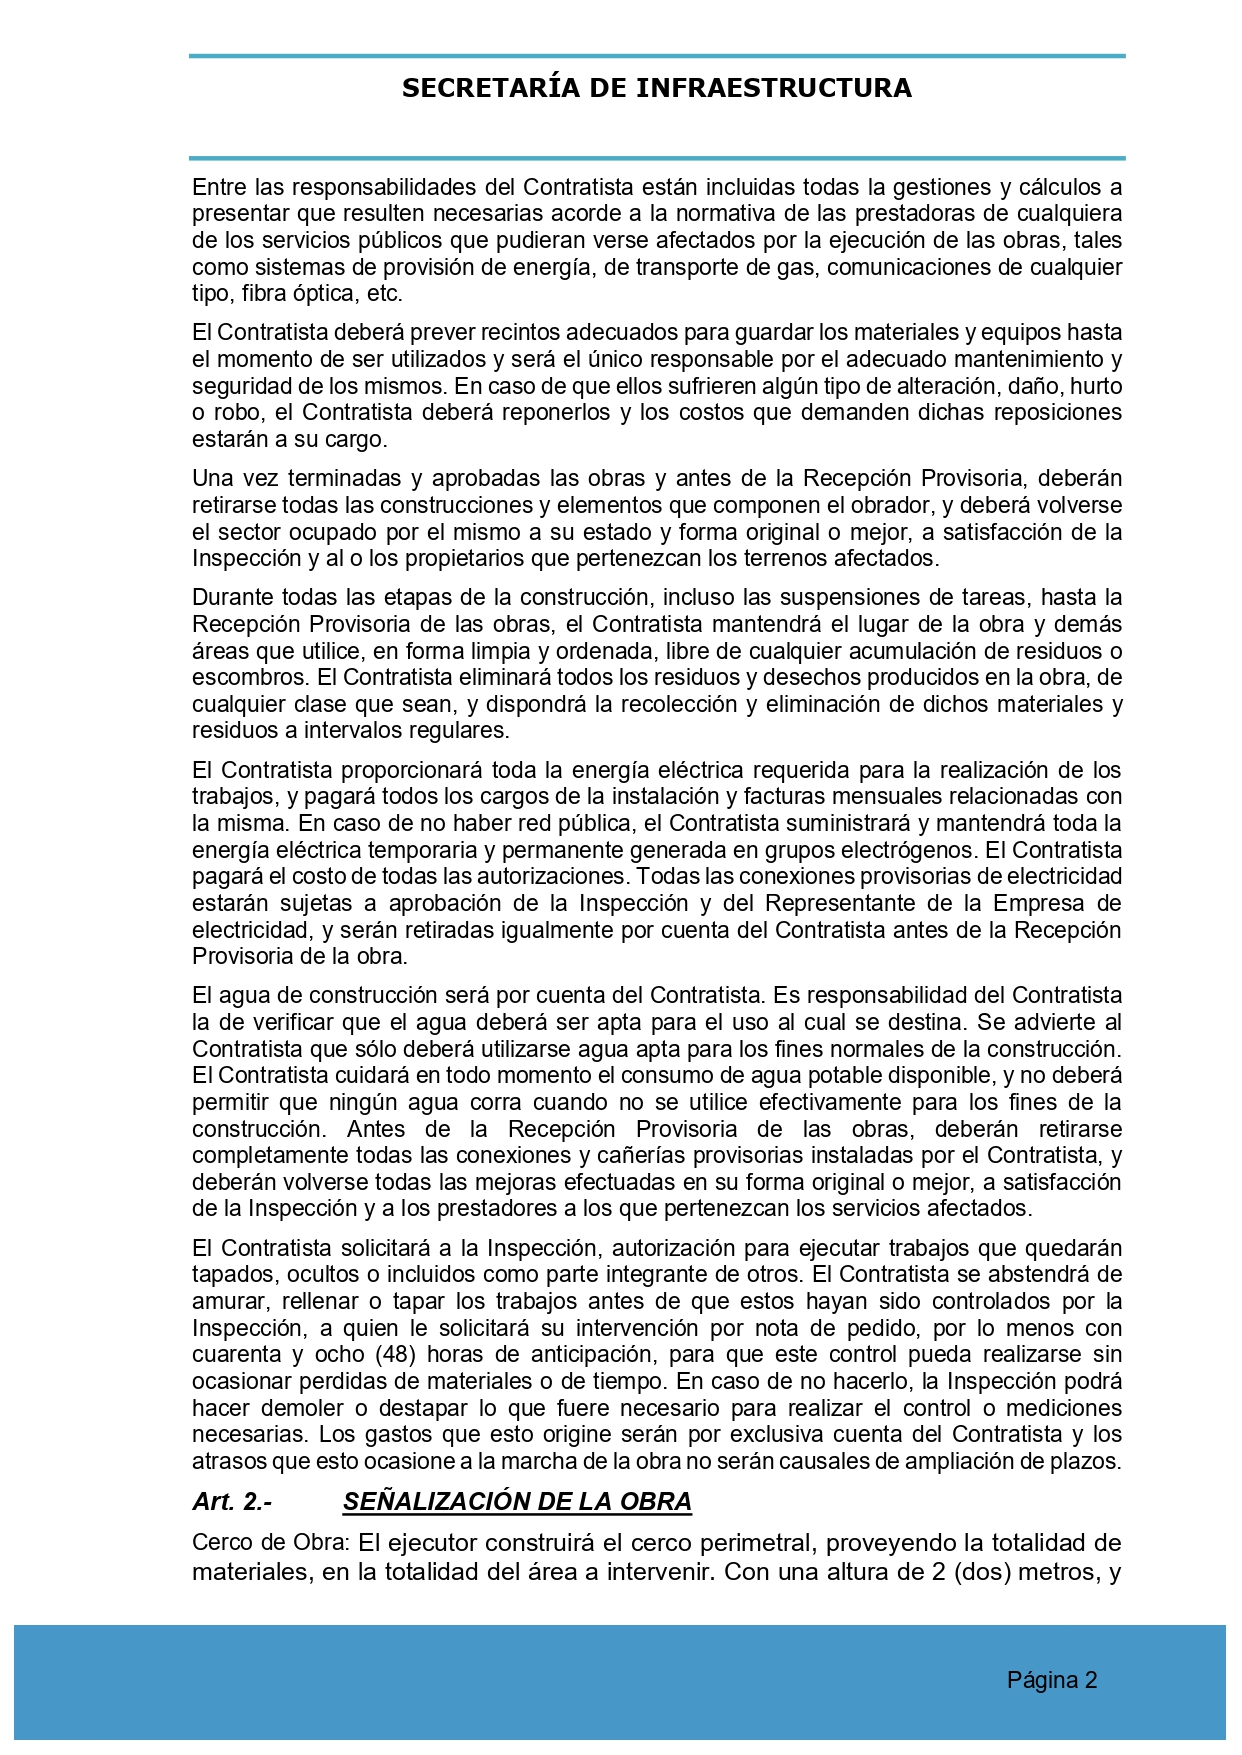 SECRETARÍA DE INFRAESTRUCTURA
Entre las responsabilidades del Contratista están incluidas todas la gestiones y cálculos a
presentar que resulten necesarias acorde a la normativa de las prestadoras de cualquiera
de los servicios públicos que pudieran verse afectados por la ejecución de las obras, tales
como sistemas de provisión de energía, de transporte de gas, comunicaciones de cualquier
tipo, fibra óptica, etc.
El Contratista deberá prever recintos adecuados para guardar los materiales y equipos hasta
el momento de ser utilizados y será el único responsable por el adecuado mantenimiento y
seguridad de los mismos. En caso de que ellos sufrieren algún tipo de alteración, daño, hurto
o robo, el Contratista deberá reponerlos y los costos que demanden dichas reposiciones
estarán a su cargo.
Una vez terminadas y aprobadas las obras y antes de la Recepción Provisoria, deberán
retirarse todas las construcciones y elementos que componen el obrador, y deberá volverse
el sector ocupado por el mismo a su estado y forma original o mejor, a satisfacción de la
Inspección y al o los propietarios que pertenezcan los terrenos afectados.
Durante todas las etapas de la construcción, incluso las suspensiones de tareas, hasta la
Recepción Provisoria de las obras, el Contratista mantendrá el lugar de la obra y demás
áreas que utilice, en forma limpia y ordenada, libre de cualquier acumulación de residuos o
escombros. El Contratista eliminará todos los residuos y desechos producidos en la obra, de
cualquier clase que sean, y dispondrá la recolección y eliminación de dichos materiales y
residuos a intervalos regulares.
El Contratista proporcionará toda la energía eléctrica requerida para la realización de los
trabajos, y pagará todos los cargos de la instalación y facturas mensuales relacionadas con
la misma. En caso de no haber red pública, el Contratista suministrará y mantendrá toda la
energía eléctrica temporaria y permanente generada en grupos electrógenos. El Contratista
pagará el costo de todas las autorizaciones. Todas las conexiones provisorias de electricidad
estarán sujetas a aprobación de la Inspección y del Representante de la Empresa de
electricidad, y serán retiradas igualmente por cuenta del Contratista antes de la Recepción
Provisoria de la obra.
El agua de construcción será por cuenta del Contratista. Es responsabilidad del Contratista
la de verificar que el agua deberá ser apta para el uso al cual se destina. Se advierte al
Contratista que sólo deberá utilizarse agua apta para los fines normales de la construcción.
El Contratista cuidará en todo momento el consumo de agua potable disponible, y no deberá
permitir que ningún agua corra cuando no se utilice efectivamente para los fines de la
construcción. Antes de la Recepción Provisoria de las obras, deberán retirarse
completamente todas las conexiones y cañerías provisorias instaladas por el Contratista, y
deberán volverse todas las mejoras efectuadas en su forma original o mejor, a satisfacción
de la Inspección y a los prestadores a los que pertenezcan los servicios afectados.
El Contratista solicitará a la Inspección, autorización para ejecutar trabajos que quedarán
tapados, ocultos o incluidos como parte integrante de otros. El Contratista se abstendrá de
amurar, rellenar o tapar los trabajos antes de que estos hayan sido controlados por la
Inspección, a quien le solicitará su intervención por nota de pedido, por lo menos con
cuarenta y ocho (48) horas de anticipación, para que este control pueda realizarse sin
ocasionar perdidas de materiales o de tiempo. En caso de no hacerlo, la Inspección podrá
hacer demoler o destapar lo que fuere necesario para realizar el control o mediciones
necesarias. Los gastos que esto origine serán por exclusiva cuenta del Contratista y los
atrasos que esto ocasione a la marcha de la obra no serán causales de ampliación de plazos.
Art. 2.- SEÑALIZACIÓN DE LA OBRA
Cerco de Obra: El ejecutor construirá el cerco perimetral, proveyendo la totalidad de
materiales, en la totalidad del área a intervenir. Con una altura de 2 (dos) metros, y
Página 2